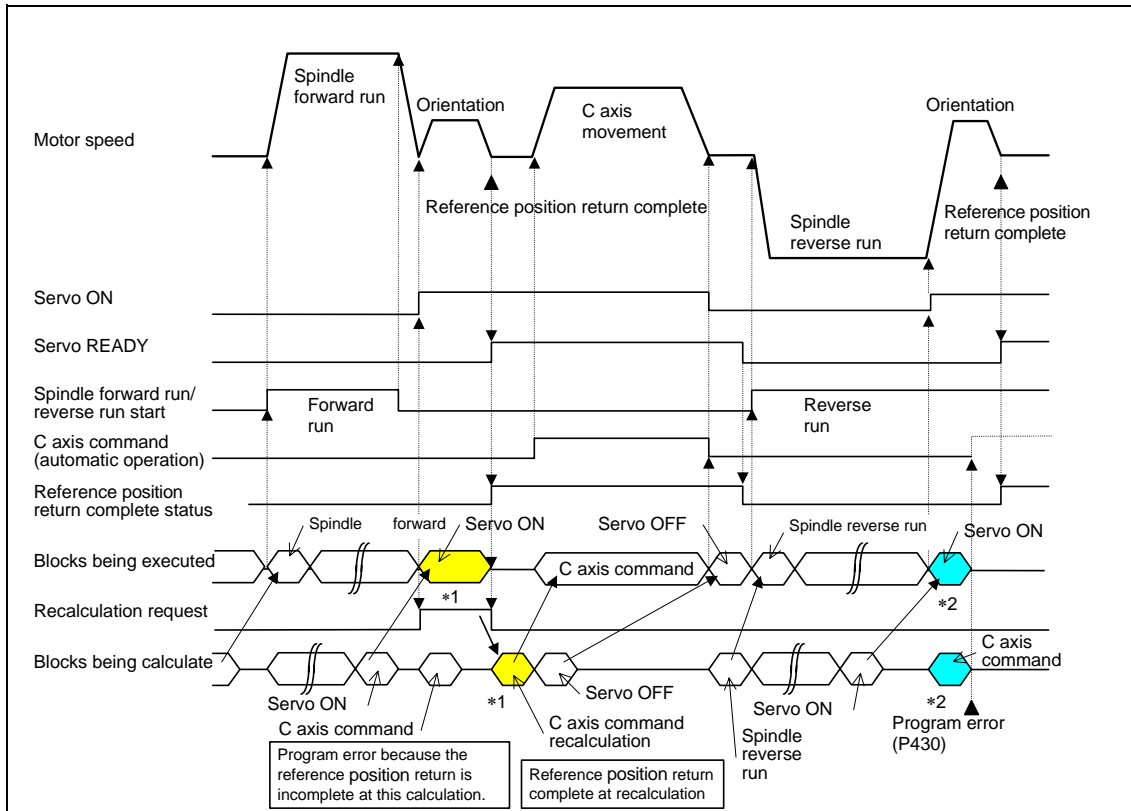 Spindle
forward run
Orientation
C axis
movement
Orientation
Motor speed
Reference position return complete
Spindle
reverse run
Reference position
return complete
Servo ON
Servo READY
Spindle forward run/
reverse run start
Forward
run
Reverse
run
C axis command
(automatic operation)
Reference position
return complete status
Spindle forward
Servo ON
Servo OFF
Spindle reverse run
Servo ON
Blocks being executed
C axis command
*1
*2
Recalculation request
Blocks being calculate
C axis
command
Servo ON
*1
Servo OFF
Servo ON
*2
C axis command
C axis command
recalculation
Spindle
reverse
run
Program error
(P430)
Program error because the
reference position return is
incomplete at this calculation.
Reference position return
complete at recalculation